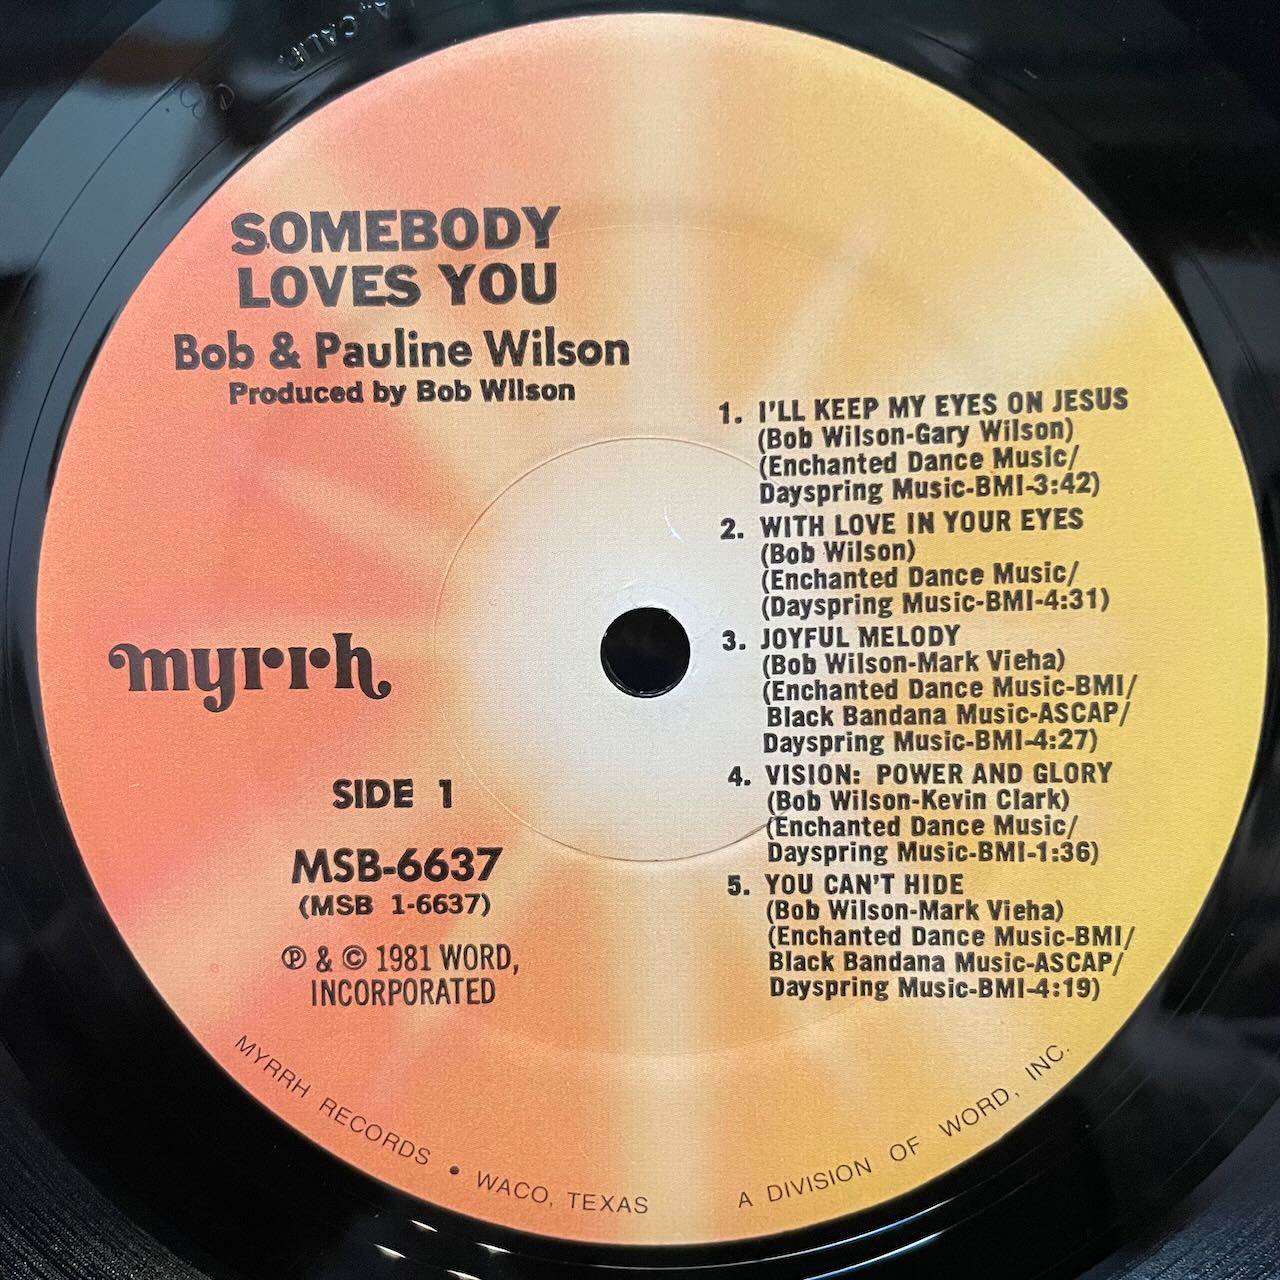 A, CALIF.
SOMEBODY
LOVES YOU
Bob & Pauline Wilson
Produced by Bob Wilson
myrrh
SIDE 1
MSB-6637
(MSB 1-6637)
℗ & © 1981 WORD,
INCORPORATED
1. I'LL KEEP MY EYES ON JESUS
(Bob Wilson-Gary Wilson)
(Enchanted Dance Music/
Dayspring Music-BMI-3:42)
2. WITH LOVE IN YOUR EYES
(Bob Wilson)
(Enchanted Dance Music/
(Dayspring Music-BMI-4:31)
3. JOYFUL MELODY
(Bob Wilson-Mark Vieha)
(Enchanted Dance Music-BMI/
Black Bandana Music-ASCAP/
Dayspring Music-BMI-4:27)
4. VISION: POWER AND GLORY
(Bob Wilson-Kevin Clark)
(Enchanted Dance Music/
Dayspring Music-BMI-1:36)
5. YOU CAN'T HIDE
(Bob Wilson-Mark Vieha)
(Enchanted Dance Music-BMI/
Black Bandana Music-ASCAP/
Dayspring Music-BMI-4:19)
MYRRH RECORDS • WACO, TEXAS A DIVISION OF WORD, INC.